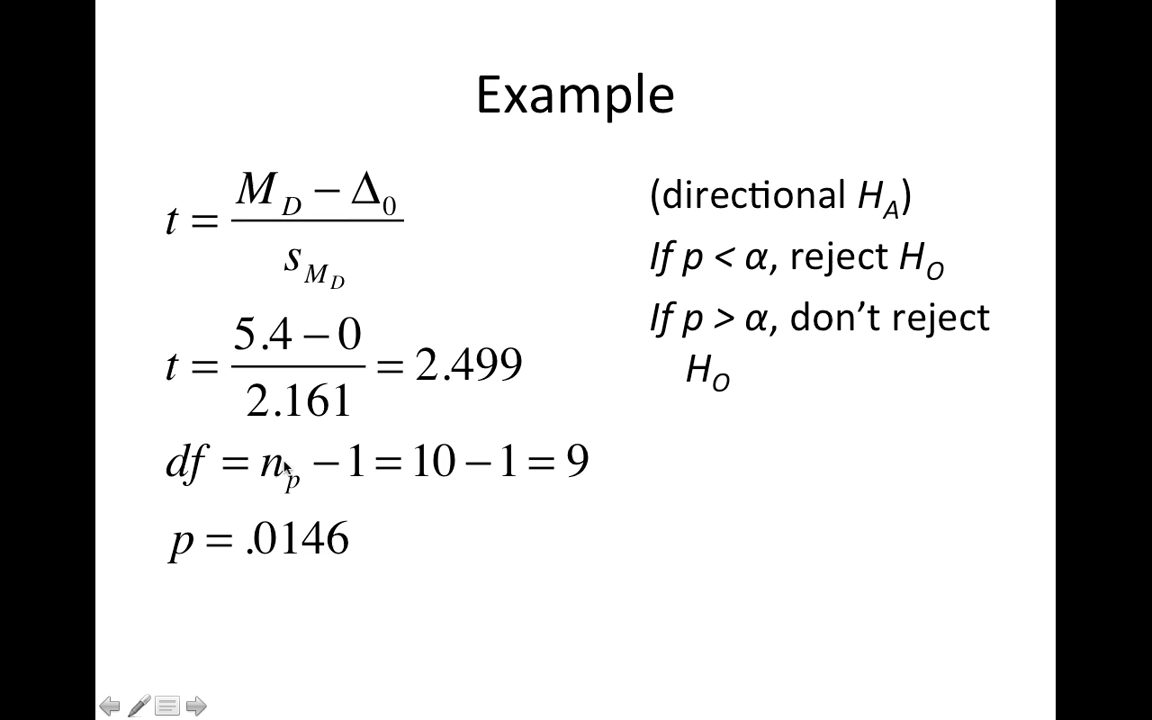 Example
t = (M_D − Δ_0) / s_{M_D}
t = (5.4 − 0) / 2.161 = 2.499
df = n_p − 1 = 10 − 1 = 9
p = .0146
(directional H_A)
If p < α, reject H_O
If p > α, don’t reject
H_O